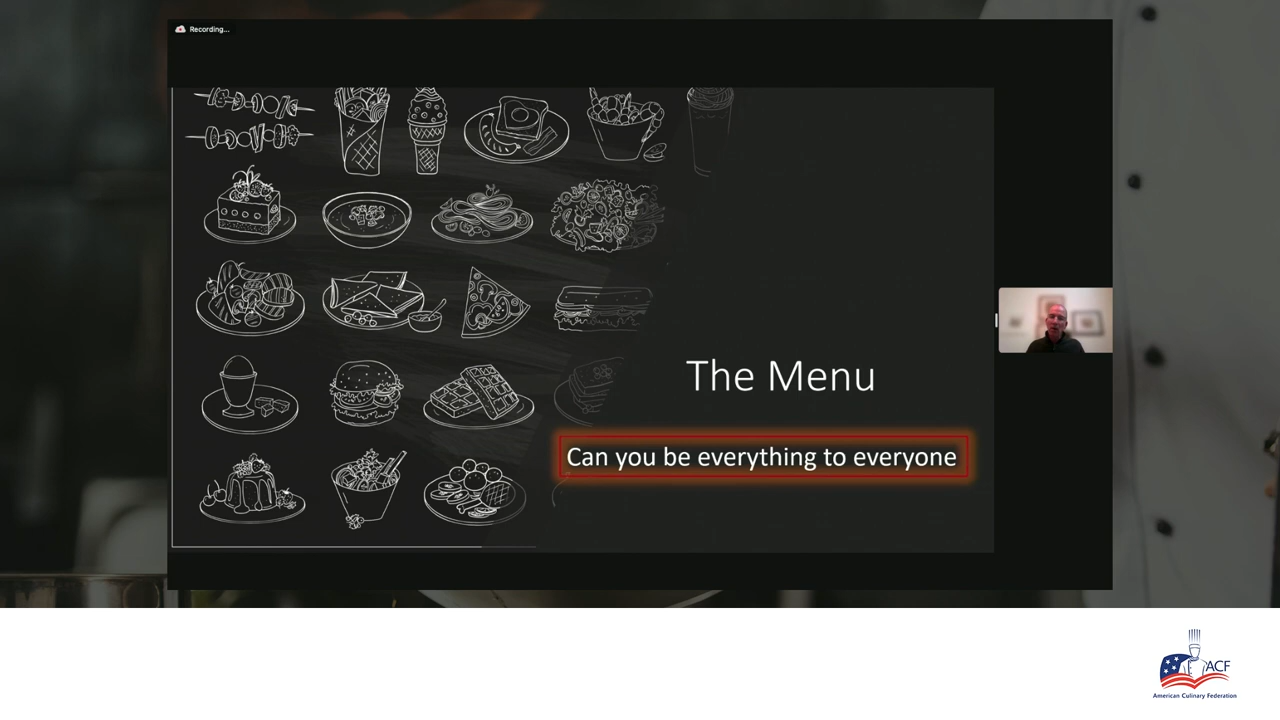 Recording...
The Menu
Can you be everything to everyone
ACF
American Culinary Federation